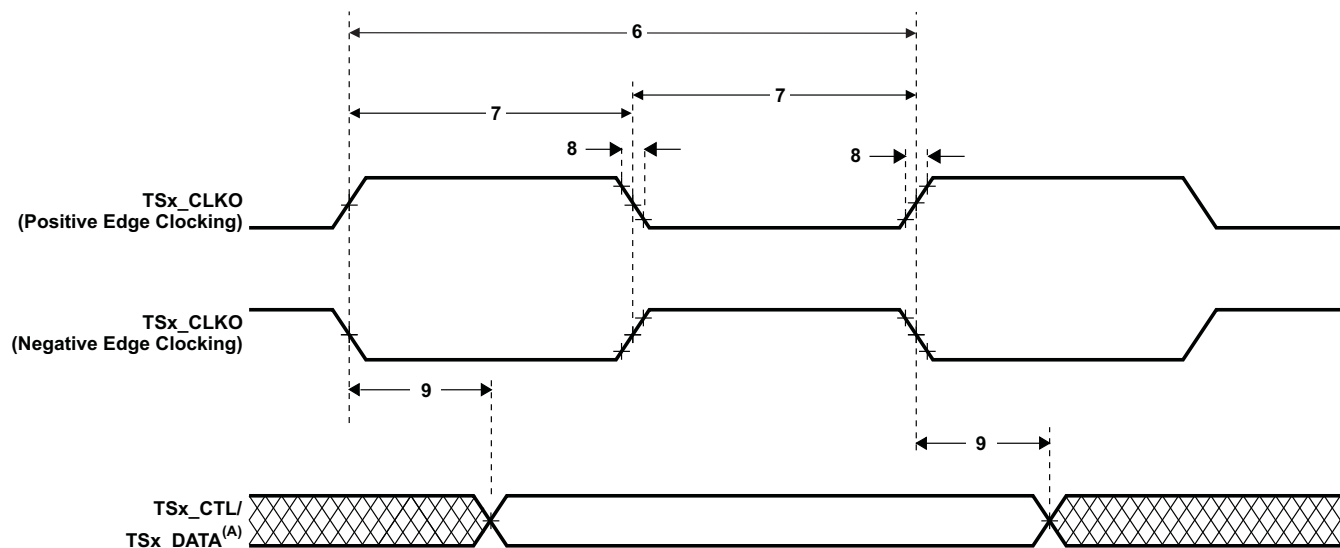 6
7
7
8
8
TSx_CLKO
(Positive Edge Clocking)
TSx_CLKO
(Negative Edge Clocking)
9
9
TSx_CTL/
TSx_DATA(A)